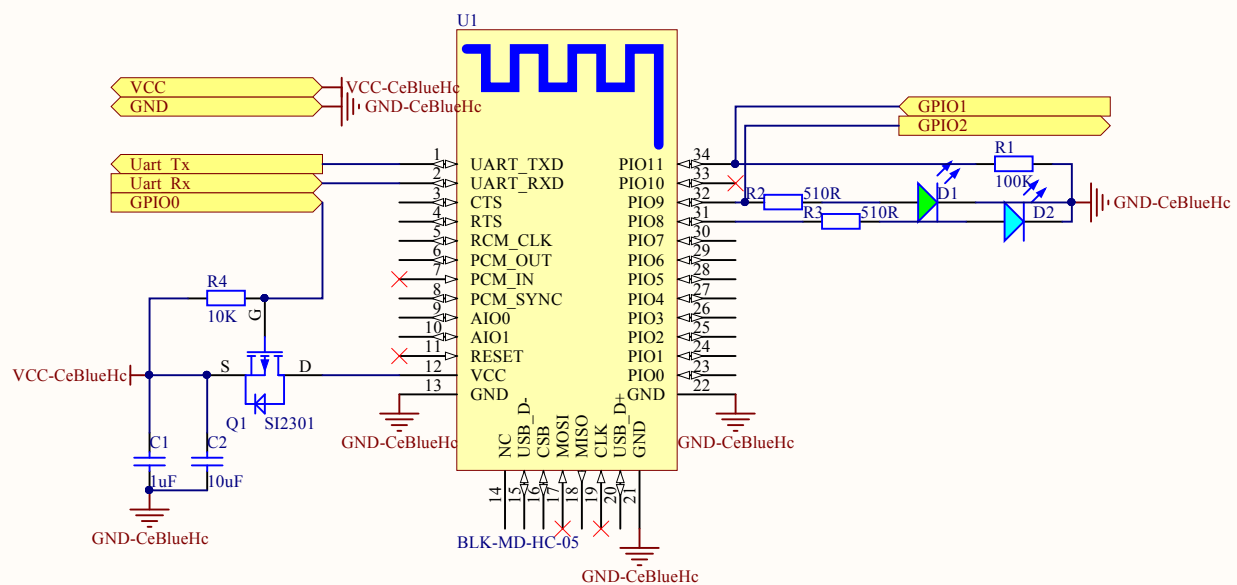 U1
VCC
VCC-CeBlueHc
GND
GND-CeBlueHc
GPIO1
GPIO2
Uart_Tx
1
UART_TXD
PIO11
34
R1
100K
Uart_Rx
2
UART_RXD
PIO10
33
GPIO0
3
CTS
PIO9
32
R2
510R
D1
GND-CeBlueHc
4
RTS
PIO8
31
R3
510R
D2
5
RCM_CLK
PIO7
30
6
PCM_OUT
PIO6
29
7
PCM_IN
PIO5
28
R4
10K
8
PCM_SYNC
PIO4
27
G
9
AIO0
PIO3
26
10
AIO1
PIO2
25
11
RESET
PIO1
24
VCC-CeBlueHc
S
D
12
VCC
PIO0
23
13
GND
GND
22
Q1
SI2301
GND-CeBlueHc
GND-CeBlueHc
C1
1uF
C2
10uF
NC
USB_D-
CSB
MOSI
MISO
CLK
USB_D+
GND
14
15
16
17
18
19
20
21
GND-CeBlueHc
BLK-MD-HC-05
GND-CeBlueHc